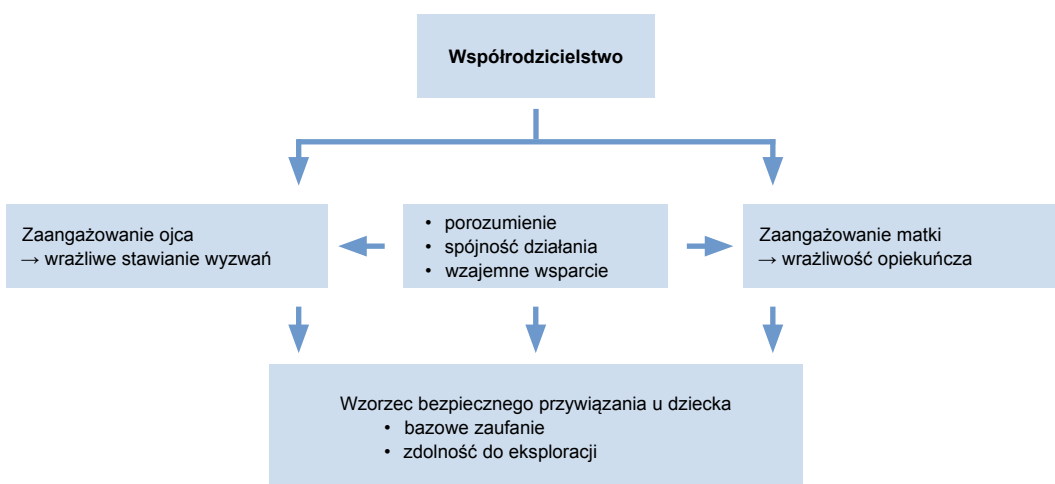 Współrodzicielstwo
Zaangażowanie ojca
→ wrażliwe stawianie wyzwań
• porozumienie
• spójność działania
• wzajemne wsparcie
Zaangażowanie matki
→ wrażliwość opiekuńcza
Wzorzec bezpiecznego przywiązania u dziecka
• bazowe zaufanie
• zdolność do eksploracji